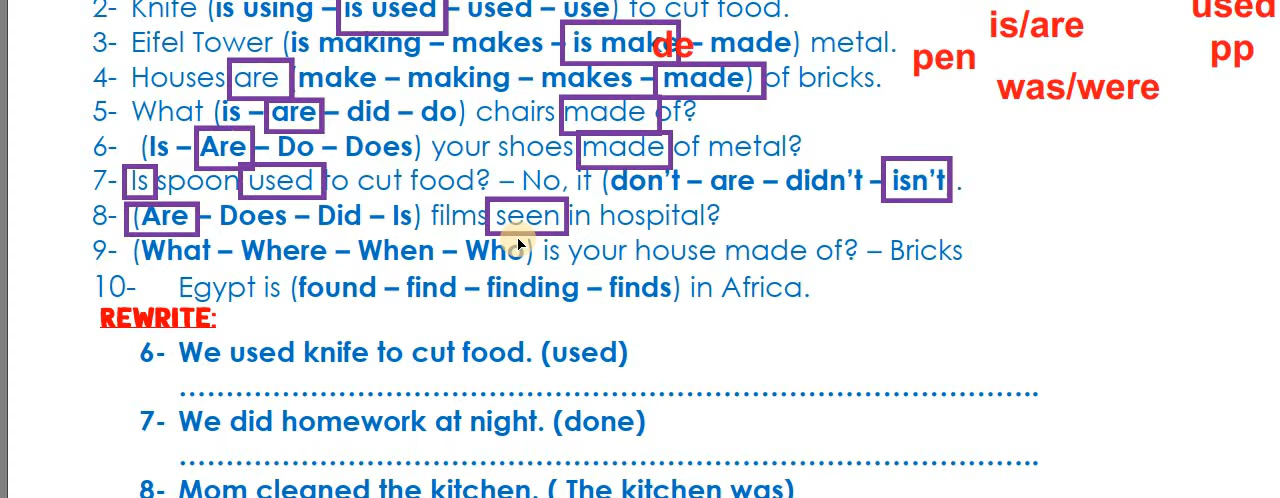 2- Knife (is using – is used – used – use) to cut food.
used
is/are
3- Eifel Tower (is making – makes – is make – made) metal.
de
pen
pp
4- Houses are (make – making – makes – made) of bricks.
was/were
5- What (is – are – did – do) chairs made of?
6- (Is – Are – Do – Does) your shoes made of metal?
7- Is spoon used to cut food? – No, it (don't – are – didn't – isn't .
8- (Are – Does – Did – Is) films seen in hospital?
9- (What – Where – When – Who) is your house made of? – Bricks
10- Egypt is (found – find – finding – finds) in Africa.
REWRITE:
6- We used knife to cut food. (used)
7- We did homework at night. (done)
8- Mom cleaned the kitchen. ( The kitchen was)